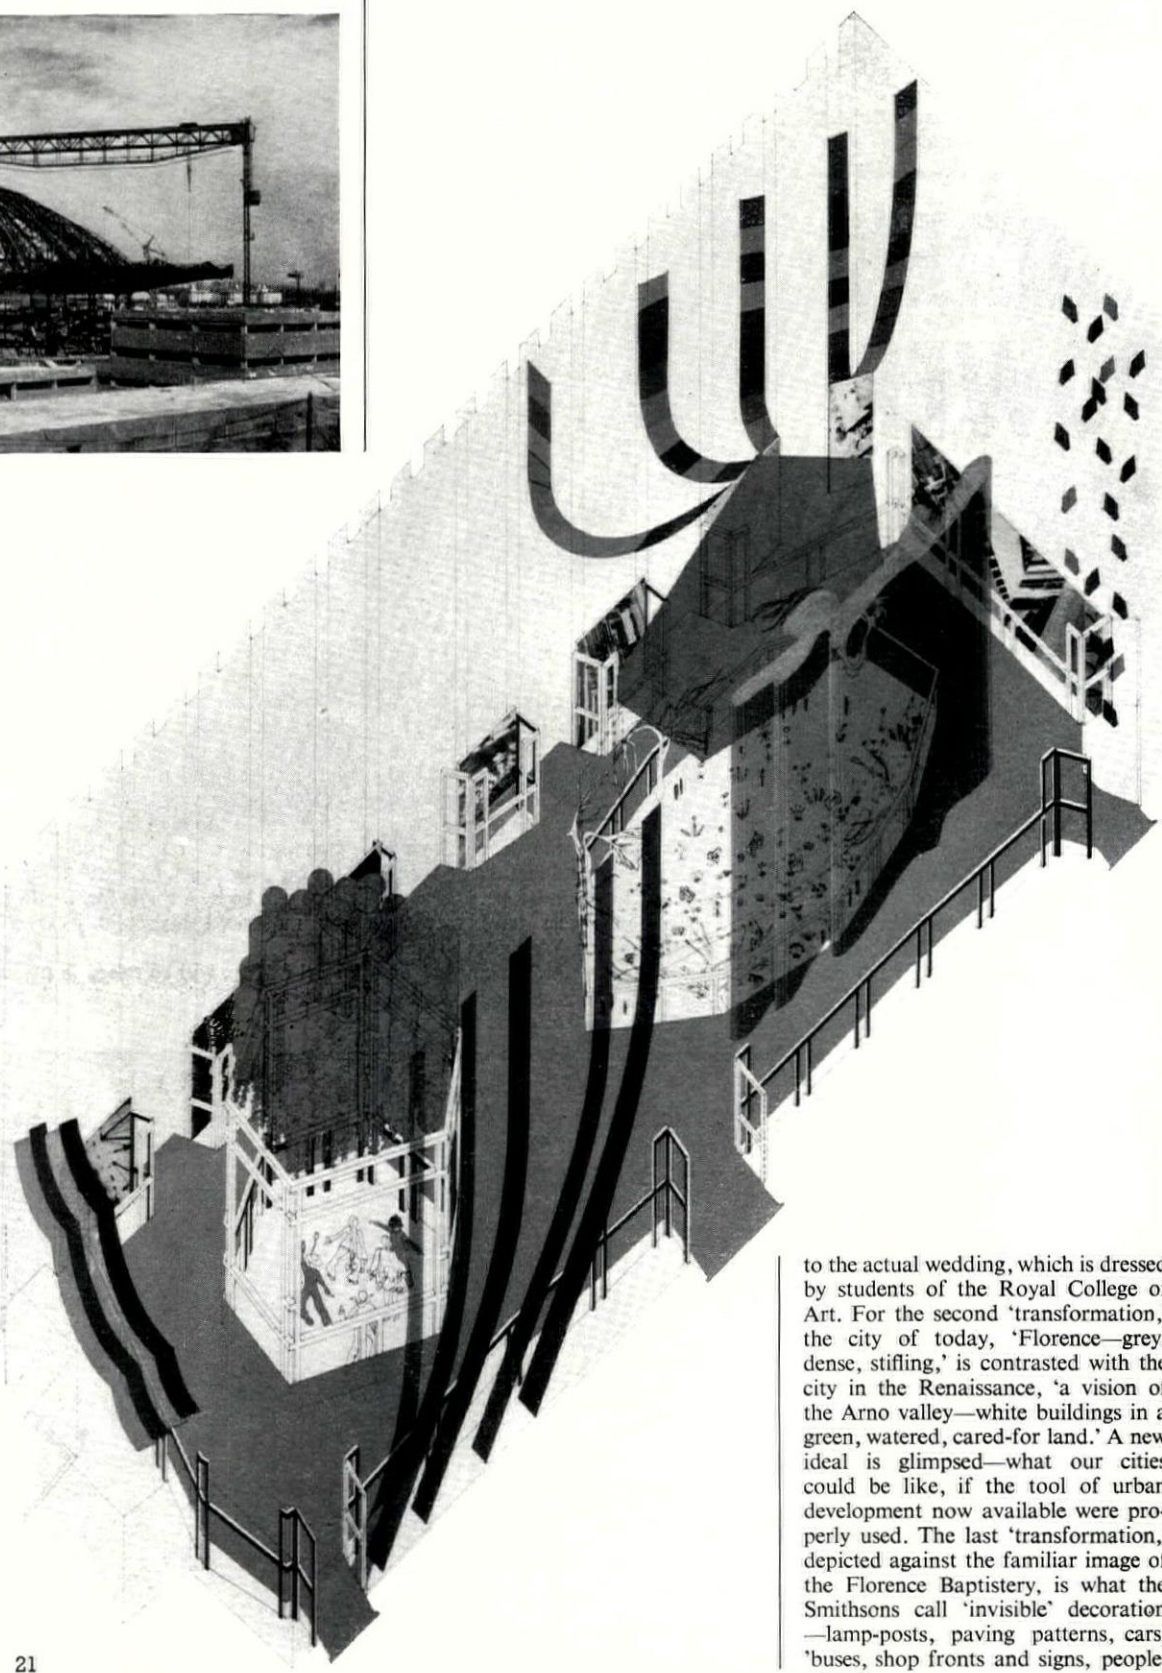 to the actual wedding, which is dressed
by students of the Royal College
Art. For the second ‘transformation,
the city of today, ‘Florence—grey
dense, stifling,’ is contrasted with the
city in the Renaissance, ‘a vision
the Arno valley—white buildings in
green, watered, cared-for land.’ A new
ideal is glimpsed—what our cities
could be like, if the tool of urban
development now available were pro-
perly used. The last ‘transformation,
depicted against the familiar image
the Florence Baptistery, is what the
Smithsons call ‘invisible’ decoration
—lamp-posts, paving patterns, cars
’buses, shop fronts and signs, people
21